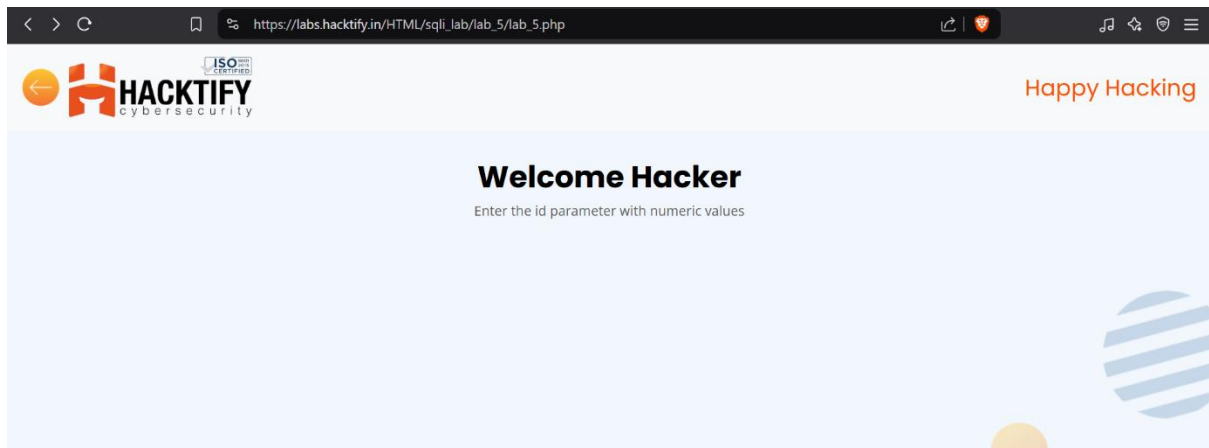 https://labs.hacktify.in/HTML/sqli_lab/lab_5/lab_5.php
ISO
CERTIFIED
HACKTIFY
cybersecurity
Happy Hacking
Welcome Hacker
Enter the id parameter with numeric values